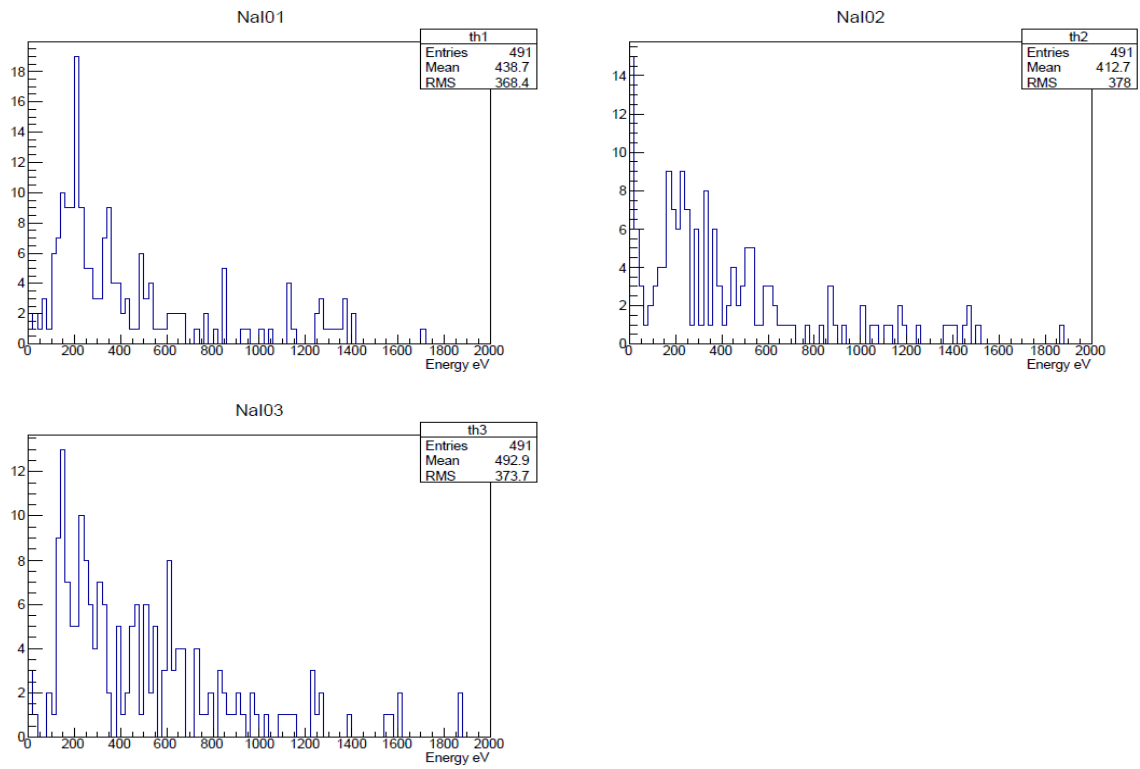 NaI01
th1
Entries 491
Mean 438.7
RMS 368.4
18
16
14
12
10
8
6
4
2
0
0 200 400 600 800 1000 1200 1400 1600 1800 2000
Energy eV
NaI02
th2
Entries 491
Mean 412.7
RMS 378
14
12
10
8
6
4
2
0
0 200 400 600 800 1000 1200 1400 1600 1800 2000
Energy eV
NaI03
th3
Entries 491
Mean 492.9
RMS 373.7
12
10
8
6
4
2
0
0 200 400 600 800 1000 1200 1400 1600 1800 2000
Energy eV